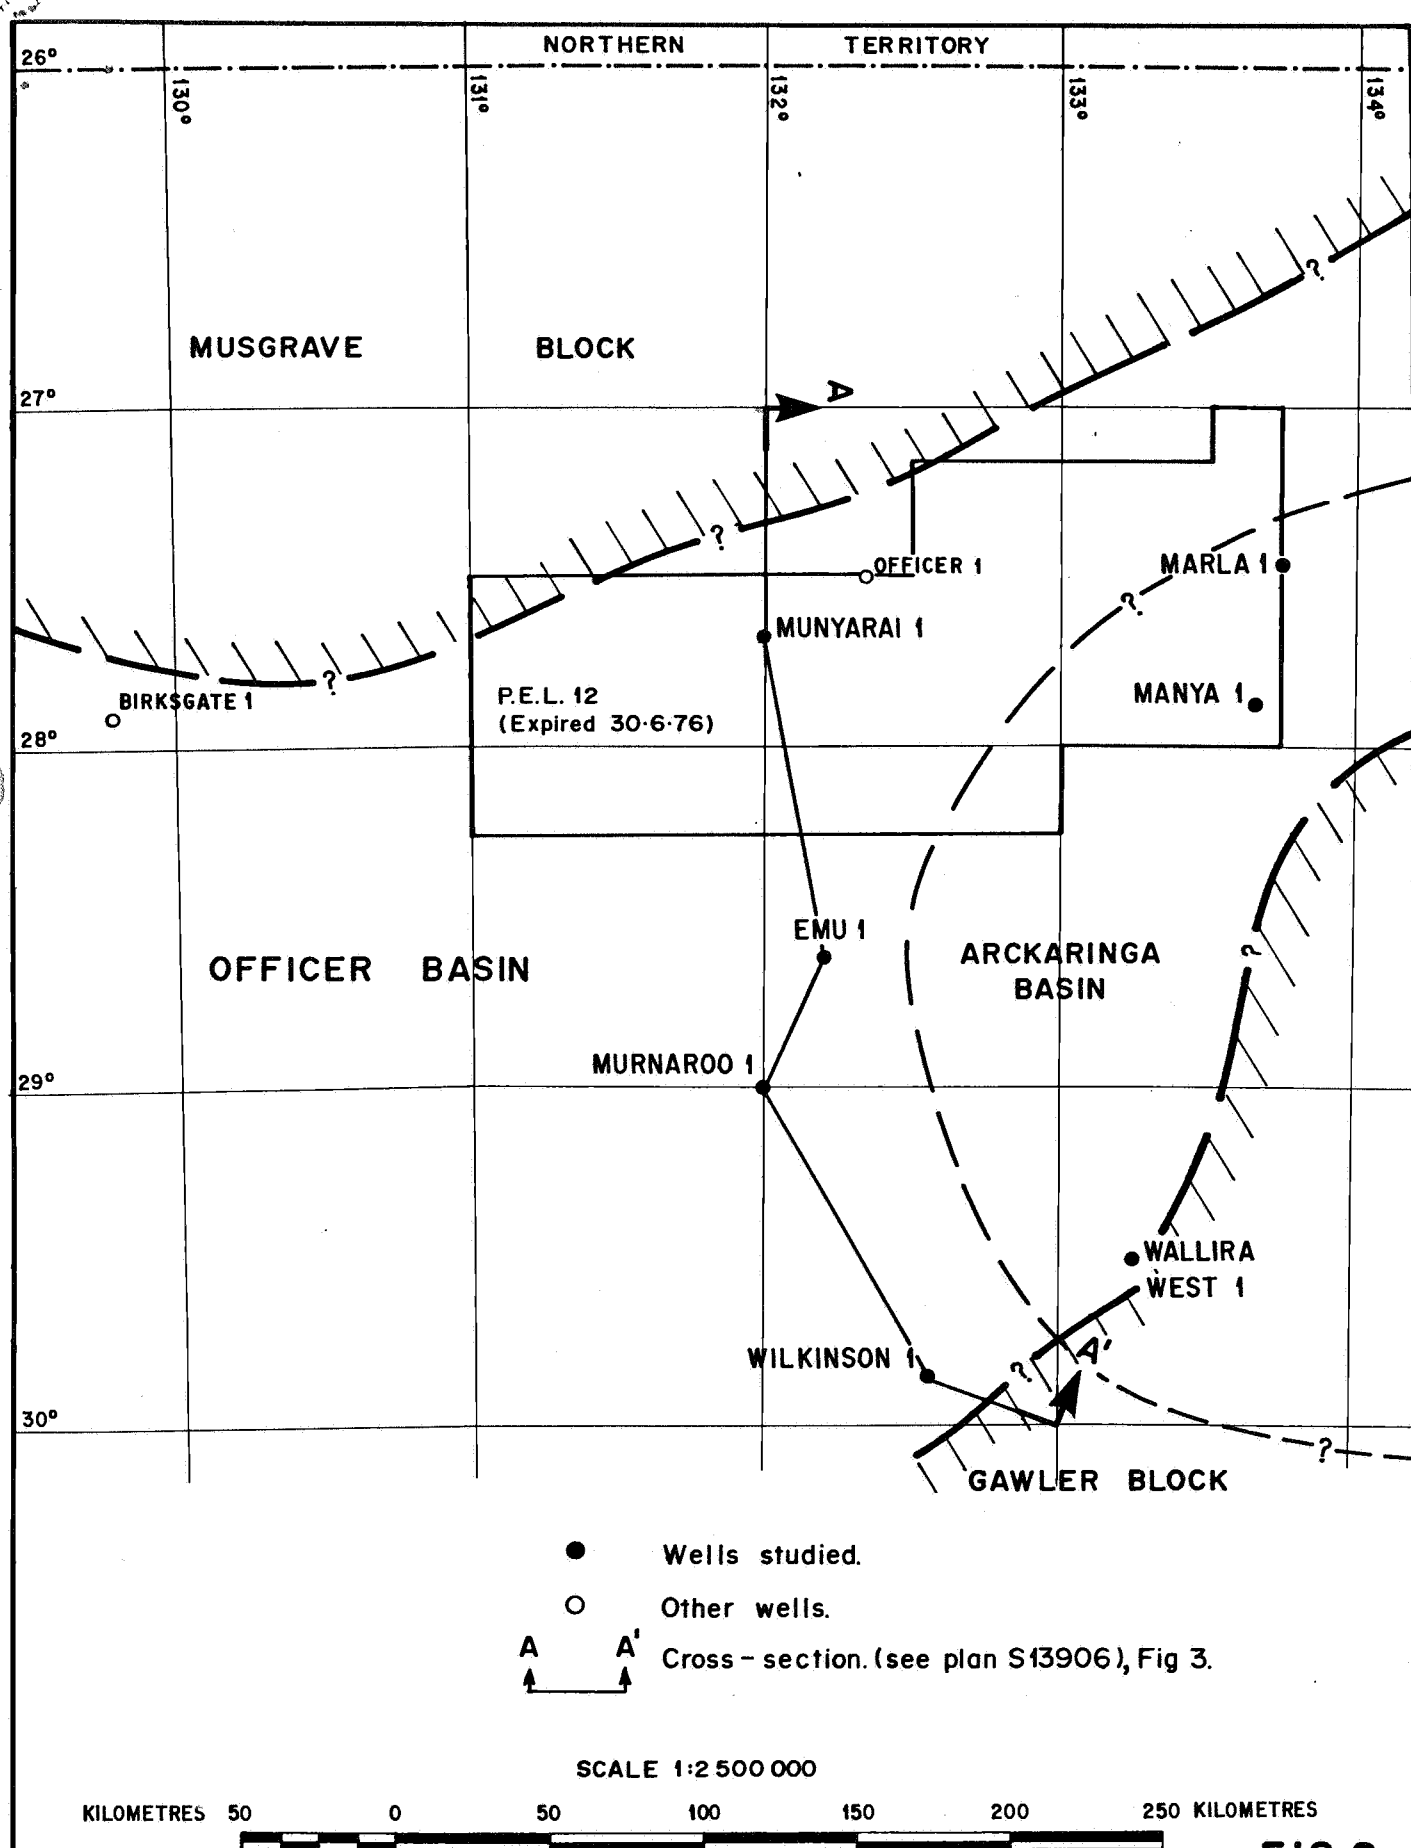 NORTHERN TERRITORY
26°
130°
131°
132°
133°
134°
?
MUSGRAVE BLOCK
A
27°
?
OFFICER 1
MARLA 1
?
MUNYARAI 1
?
P.E.L. 12
MANYA 1
BIRKSGATE 1
(Expired 30·6·76)
28°
EMU 1
?
ARCKARINGA
BASIN
OFFICER BASIN
MURNAROO 1
29°
WALLIRA
WEST 1
A'
WILKINSON 1
?
30°
?
GAWLER BLOCK
Wells studied.
Other wells.
A A'
Cross-section. (see plan S13906), Fig 3.
SCALE 1:2 500 000
KILOMETRES 50 0 50 100 150 200 250 KILOMETRES